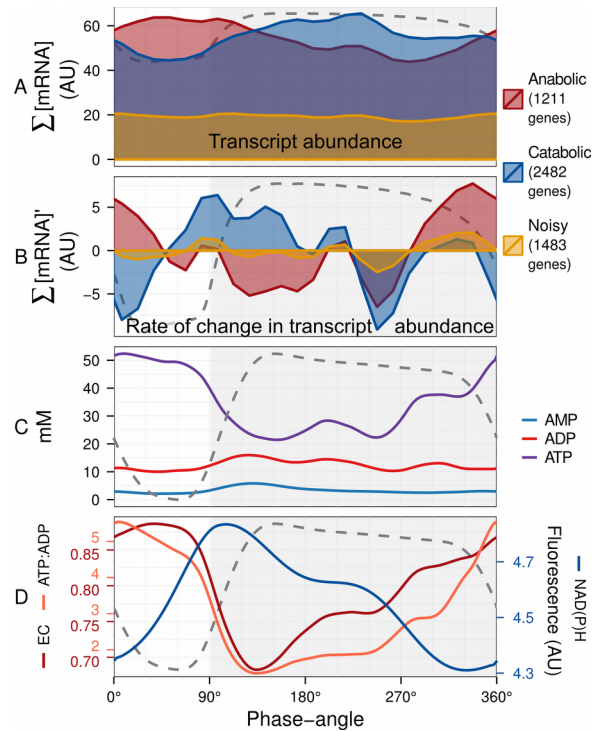 A
Σ[mRNA]
(AU)
60
40
20
0
Transcript abundance
Anabolic
(1211
genes)
Catabolic
(2482
genes)
Noisy
(1483
genes)
B
Σ[mRNA]'
(AU)
5
0
−5
Rate of change in transcript abundance
C
mM
50
40
30
20
10
0
AMP
ADP
ATP
D
EC
ATP:ADP
0.85
0.80
0.75
0.70
5
4
3
2
4.7
4.5
4.3
Fluorescence (AU)
NAD(P)H
0° 90° 180° 270° 360°
Phase−angle